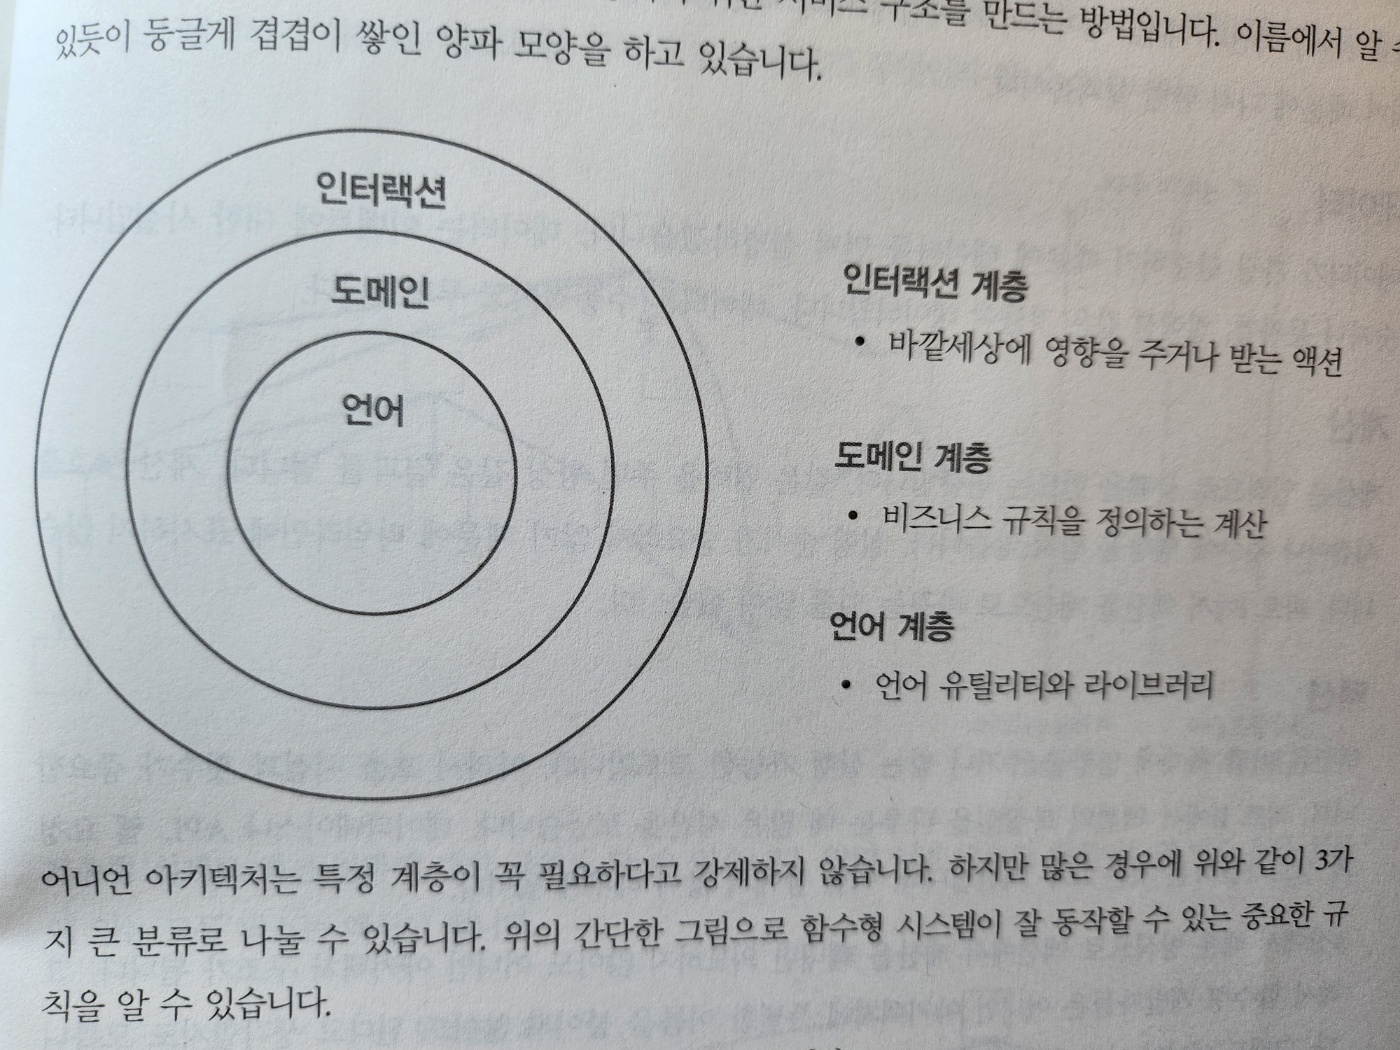 서비스 구조를 만드는 방법입니다. 이름에서 알
있듯이 둥글게 겹겹이 쌓인 양파 모양을 하고 있습니다.
인터랙션
도메인
언어
인터랙션 계층
• 바깥세상에 영향을 주거나 받는 액션
도메인 계층
• 비즈니스 규칙을 정의하는 계산
언어 계층
• 언어 유틸리티와 라이브러리
어니언 아키텍처는 특정 계층이 꼭 필요하다고 강제하지 않습니다. 하지만 많은 경우에 위와 같이 3가
지 큰 분류로 나눌 수 있습니다. 위의 간단한 그림으로 함수형 시스템이 잘 동작할 수 있는 중요한 규
칙을 알 수 있습니다.